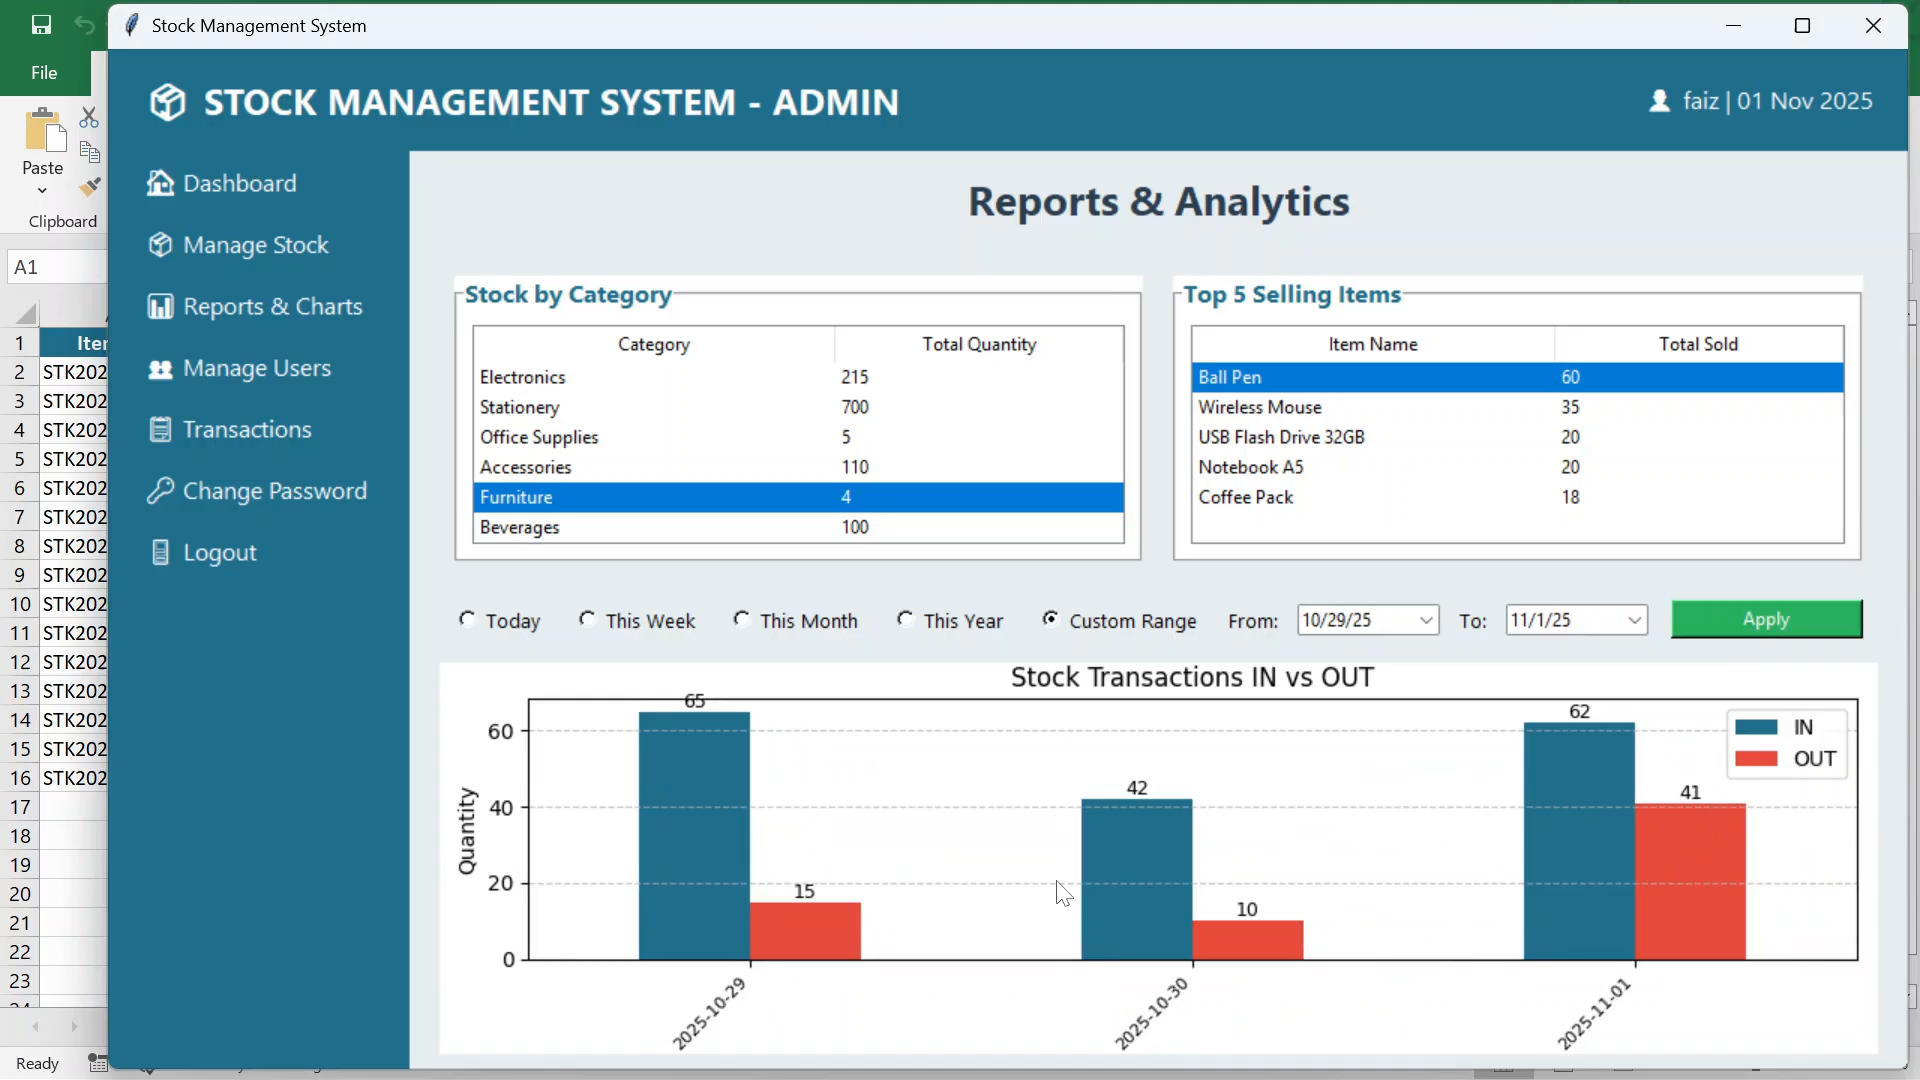 Stock Management System
File
Paste
Clipboard
A1
STOCK MANAGEMENT SYSTEM - ADMIN
faiz | 01 Nov 2025
Dashboard
Manage Stock
Reports & Charts
Manage Users
Transactions
Change Password
Logout
Reports & Analytics
Stock by Category
Category Total Quantity
Electronics 215
Stationery 700
Office Supplies 5
Accessories 110
Furniture 4
Beverages 100
Top 5 Selling Items
Item Name Total Sold
Ball Pen 60
Wireless Mouse 35
USB Flash Drive 32GB 20
Notebook A5 20
Coffee Pack 18
Today This Week This Month This Year Custom Range From: 10/29/25 To: 11/1/25 Apply
Stock Transactions IN vs OUT
Quantity
60
40
20
0
65
15
42
10
62
41
IN
OUT
2025-10-29
2025-10-30
2025-11-01
1 Iter
2 STK202
3 STK202
4 STK202
5 STK202
6 STK202
7 STK202
8 STK202
9 STK202
10 STK202
11 STK202
12 STK202
13 STK202
14 STK202
15 STK202
16 STK202
17
18
19
20
21
22
23
Ready